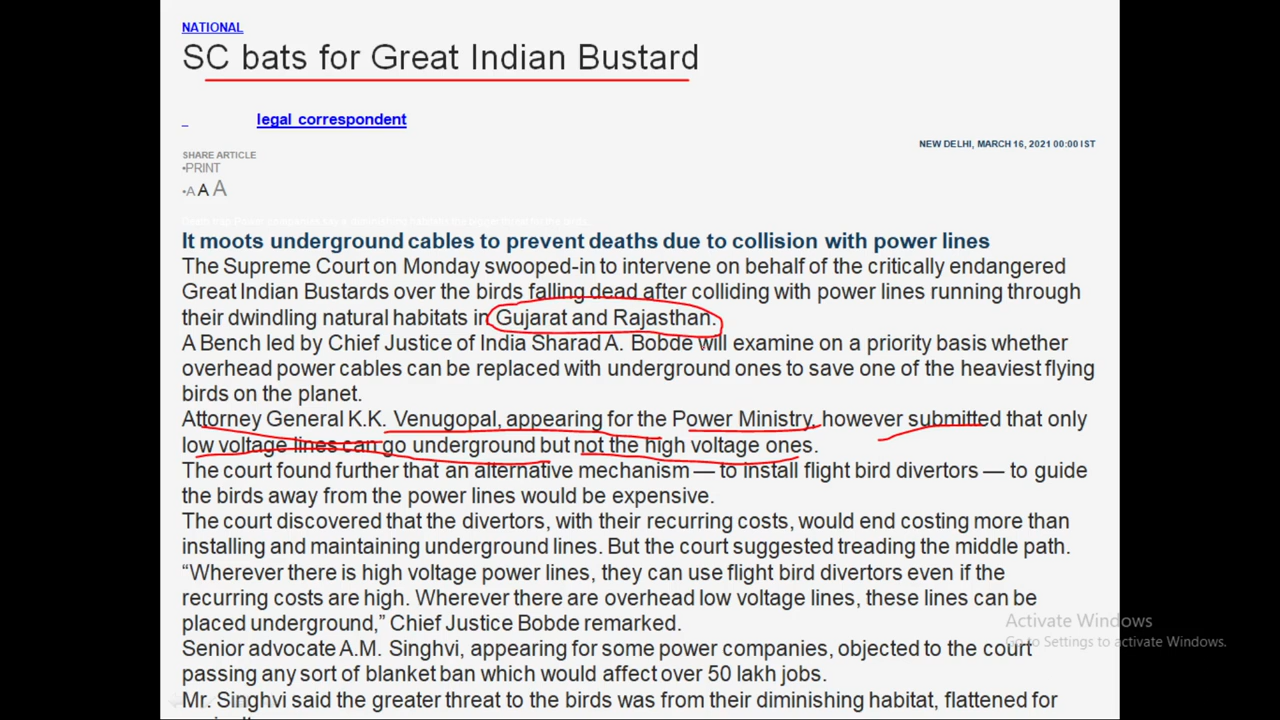 NATIONAL
SC bats for Great Indian Bustard
legal correspondent
NEW DELHI, MARCH 16, 2021 00:00 IST
SHARE ARTICLE
•PRINT
•A A A
It moots underground cables to prevent deaths due to collision with power lines
The Supreme Court on Monday swooped-in to intervene on behalf of the critically endangered
Great Indian Bustards over the birds falling dead after colliding with power lines running through
their dwindling natural habitats in Gujarat and Rajasthan.
A Bench led by Chief Justice of India Sharad A. Bobde will examine on a priority basis whether
overhead power cables can be replaced with underground ones to save one of the heaviest flying
birds on the planet.
Attorney General K.K. Venugopal, appearing for the Power Ministry, however submitted that only
low voltage lines can go underground but not the high voltage ones.
The court found further that an alternative mechanism — to install flight bird divertors — to guide
the birds away from the power lines would be expensive.
The court discovered that the divertors, with their recurring costs, would end costing more than
installing and maintaining underground lines. But the court suggested treading the middle path.
“Wherever there is high voltage power lines, they can use flight bird divertors even if the
recurring costs are high. Wherever there are overhead low voltage lines, these lines can be
placed underground,” Chief Justice Bobde remarked.
Activate Windows
Go to Settings to activate Windows.
Senior advocate A.M. Singhvi, appearing for some power companies, objected to the court
passing any sort of blanket ban which would affect over 50 lakh jobs.
Mr. Singhvi said the greater threat to the birds was from their diminishing habitat, flattened for